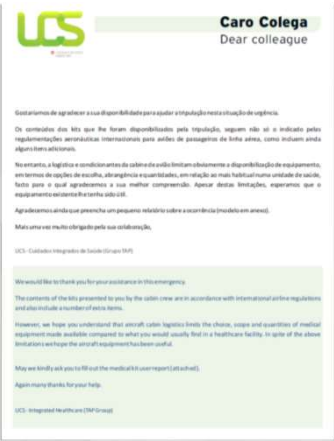 UCS
Caro Colega
Dear colleague
Gostaríamos de agradecer a sua disponibilidade para ajudar a tripulação nesta situação de urgência.
Os conteúdos dos kits que lhe foram disponibilizados pela tripulação, seguem não só o indicado pelas
regulamentações aeronáuticas internacionais para aviões de passageiros de linha aérea, como incluem ainda
alguns itens adicionais.
No entanto, a logística e condicionantes da cabine de avião limitam obviamente a disponibilização de equipamento,
em termos de opções de escolha, abrangência e quantidades, em relação ao mais habitual numa unidade de saúde,
facto para o qual agradecemos a sua melhor compreensão. Apesar destas limitações, esperamos que o
equipamento existente lhe tenha sido útil.
Agradecemos ainda que preencha um pequeno relatório sobre a ocorrência (modelo em anexo).
Mais uma vez muito obrigado pela sua colaboração,
UCS - Cuidados Integrados de Saúde (Grupo TAP)
We would like to thank you for your assistance in this emergency.
The contents of the kits presented to you by the cabin crew are in accordance with international airline regulations
and also include a number of extra items.
However, we hope you understand that aircraft cabin logistics limits the choice, scope and quantities of medical
equipment made available compared to what you would usually find in a healthcare facility. In spite of the above
limitations we hope the aircraft equipment has been useful.
May we kindly ask you to fill out the medical kit user report (attached).
Again many thanks for your help.
UCS - Integrated Healthcare (TAP Group)